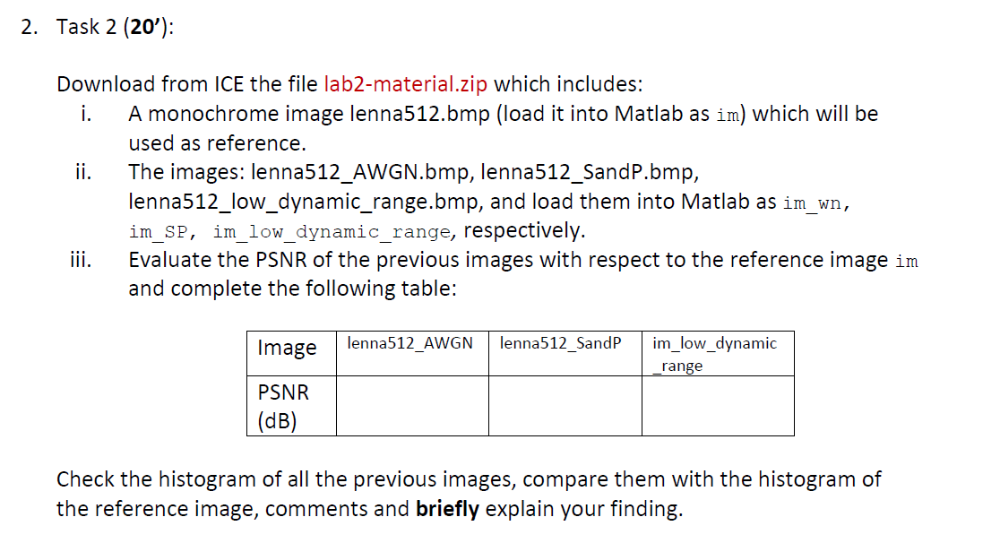 2. Task 2 (20’):
Download from ICE the file lab2-material.zip which includes:
i. A monochrome image lenna512.bmp (load it into Matlab as im) which will be
used as reference.
ii. The images: lenna512_AWGN.bmp, lenna512_SandP.bmp,
lenna512_low_dynamic_range.bmp, and load them into Matlab as im_wn,
im_SP, im_low_dynamic_range, respectively.
iii. Evaluate the PSNR of the previous images with respect to the reference image im
and complete the following table:
Image lenna512_AWGN lenna512_SandP im_low_dynamic
_range
PSNR
(dB)
Check the histogram of all the previous images, compare them with the histogram of
the reference image, comments and briefly explain your finding.